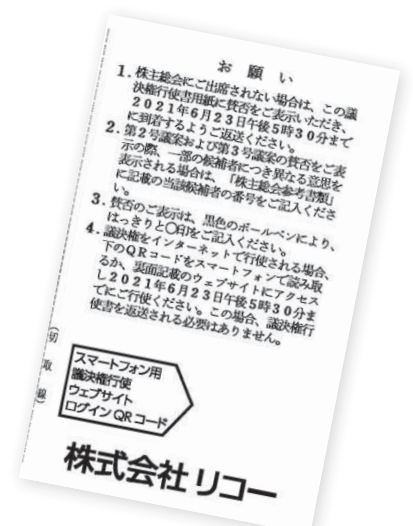 お 願 い
1. 株主総会にご出席されない場合は、この議
決権行使書用紙に賛否をご表示いただき、
2021年6月23日午後5時30分まで
に到着するようご返送ください。
2. 第2号議案および第3号議案の賛否をご表
示の際、一部の候補者につき異なる意思を
表示される場合は、「株主総会参考書類」
に記載の当該候補者の番号をご記入くださ
い。
3. 賛否のご表示は、黒色のボールペンにより、
はっきりと○印をご記入ください。
4. 議決権をインターネットで行使される場合、
下のQRコードをスマートフォンで読み取
るか、裏面記載のウェブサイトにアクセス
し2021年6月23日午後5時30分ま
でにご行使ください。この場合、議決権行
使書を返送される必要はありません。
(切 取 線)
スマートフォン用
議決権行使
ウェブサイト
ログインQRコード
株式会社 リコー